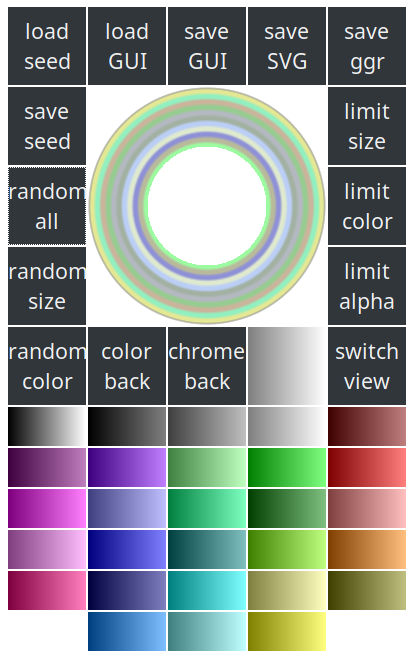 load
seed
load
GUI
save
GUI
save
SVG
save
ggr
save
seed
limit
size
random
all
limit
color
random
size
limit
alpha
random
color
color
back
chrome
back
switch
view